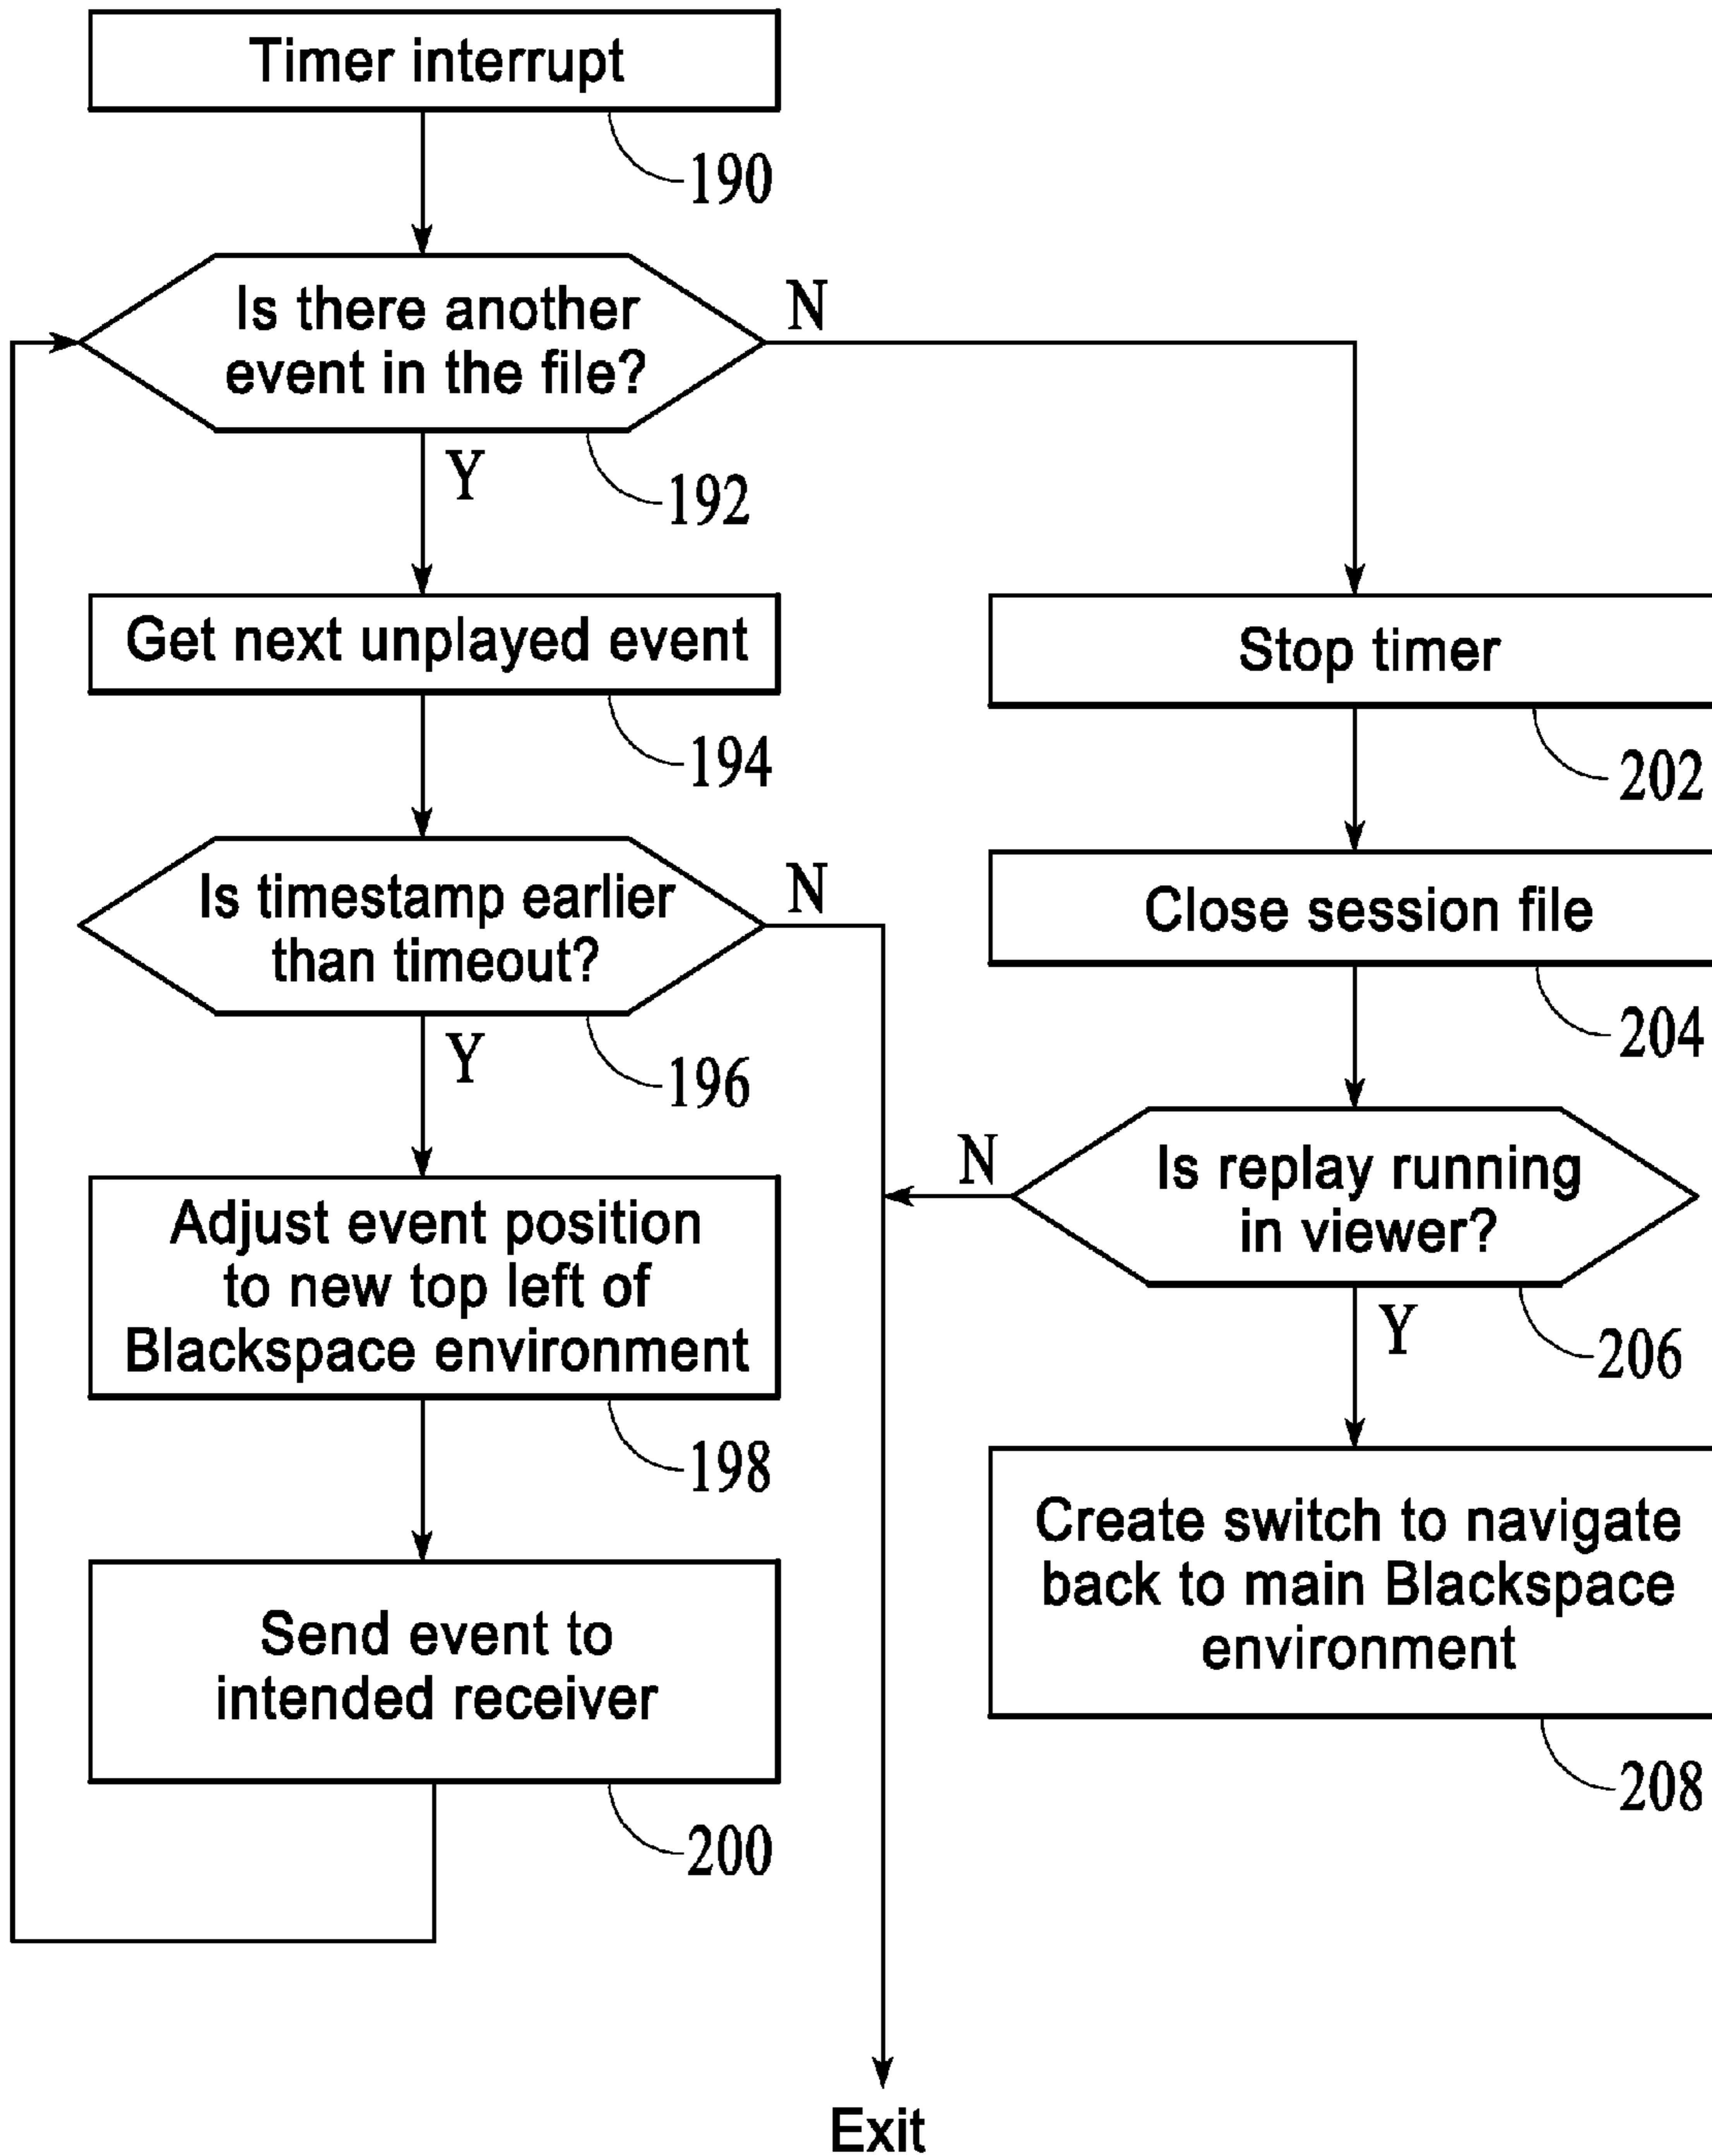 Timer interrupt
190
Is there another
event in the file?
N
Y
192
Get next unplayed event
194
Is timestamp earlier
than timeout?
N
Y
196
Adjust event position
to new top left of
Blackspace environment
198
Send event to
intended receiver
200
Stop timer
202
Close session file
204
Is replay running
in viewer?
N
Y
206
Create switch to navigate
back to main Blackspace
environment
208
Exit